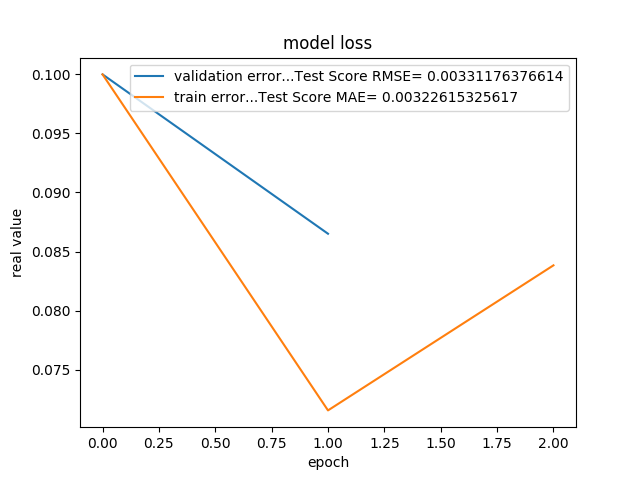 model loss
validation error...Test Score RMSE= 0.00331176376614
train error...Test Score MAE= 0.00322615325617
0.100
0.095
0.090
0.085
0.080
0.075
real value
0.00 0.25 0.50 0.75 1.00 1.25 1.50 1.75 2.00
epoch